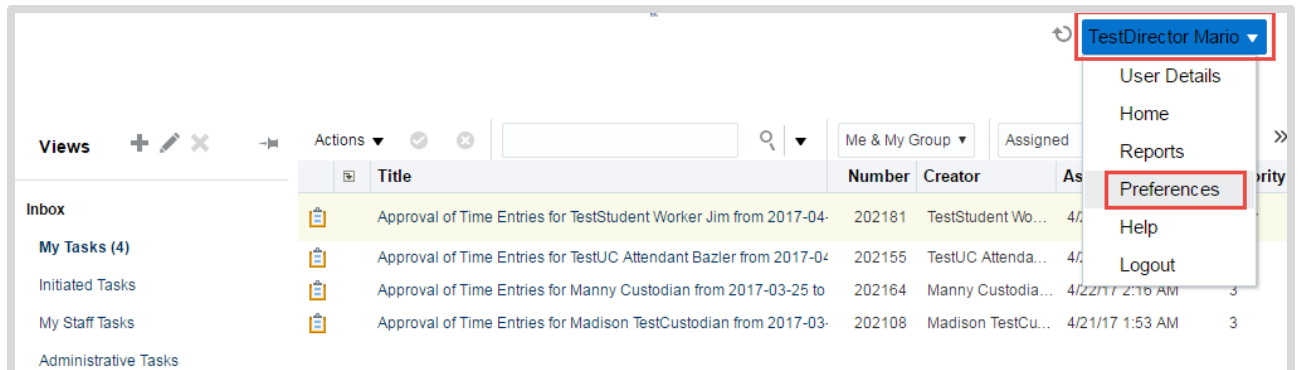 TestDirector Mario
User Details
Home
Reports
Preferences
Help
Logout
Views
Actions
Me & My Group
Assigned
Title Number Creator As ority
Inbox
My Tasks (4)
Initiated Tasks
My Staff Tasks
Administrative Tasks
Approval of Time Entries for TestStudent Worker Jim from 2017-04- 202181 TestStudent Wo... 4/2
Approval of Time Entries for TestUC Attendant Bazler from 2017-04 202155 TestUC Attenda... 4/2
Approval of Time Entries for Manny Custodian from 2017-03-25 to 202164 Manny Custodia... 4/22/17 2:16 AM 3
Approval of Time Entries for Madison TestCustodian from 2017-03- 202108 Madison TestCu... 4/21/17 1:53 AM 3